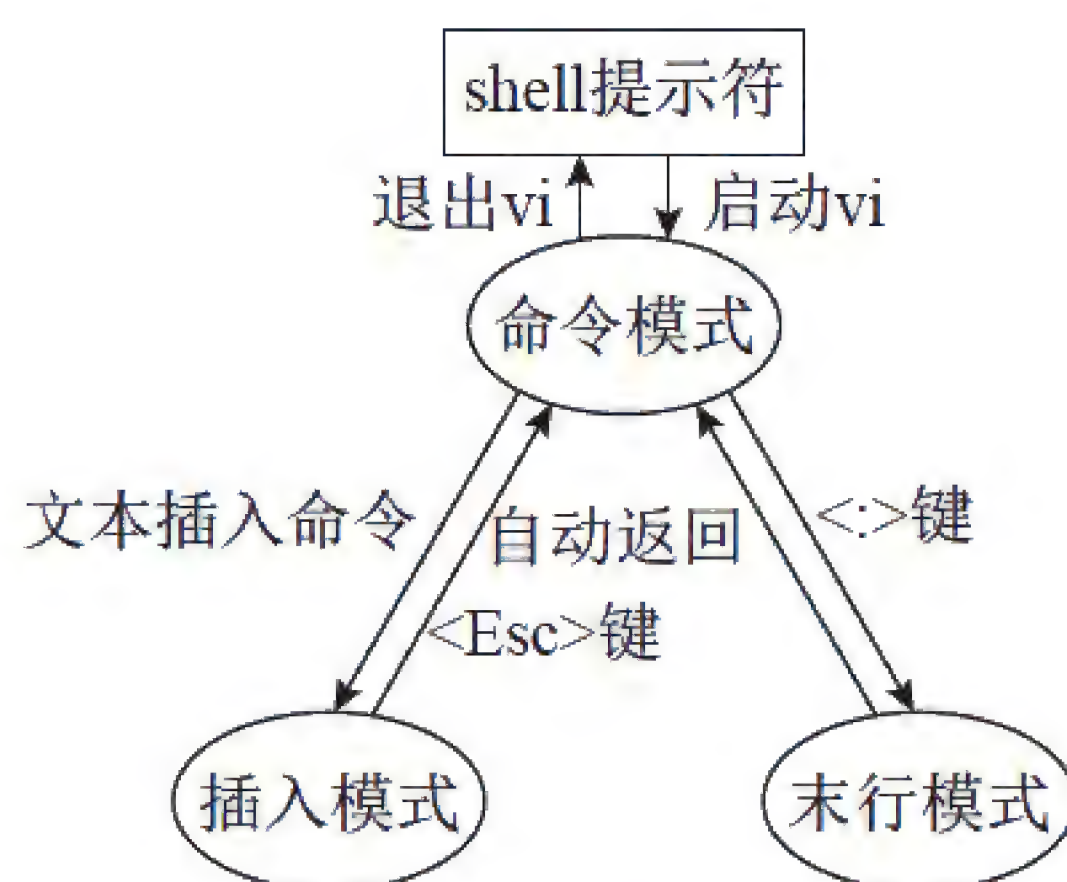 shell提示符
退出vi
启动vi
命令模式
文本插入命令
自动返回
<:>键
<Esc>键
插入模式
末行模式